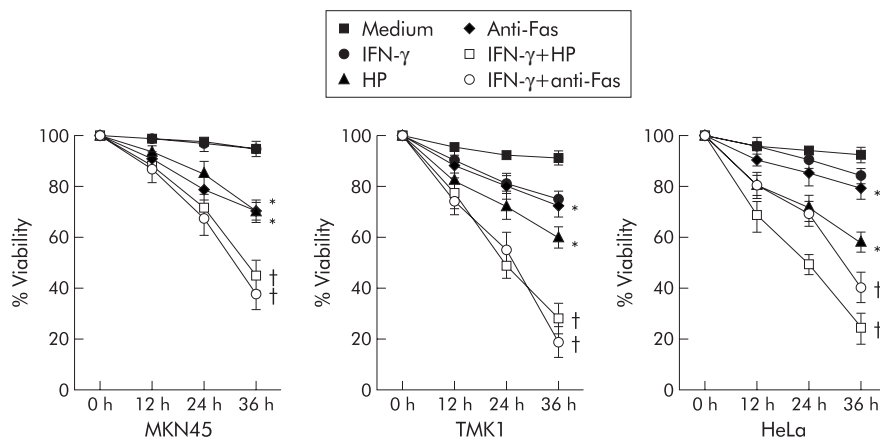 Medium
Anti-Fas
IFN-γ
IFN-γ+HP
HP
IFN-γ+anti-Fas
% Viability
100
80
60
40
20
0
*
*
†
†
0 h 12 h 24 h 36 h
MKN45
% Viability
100
80
60
40
20
0
*
*
†
†
0 h 12 h 24 h 36 h
TMK1
% Viability
100
80
60
40
20
0
*
*
†
†
0 h 12 h 24 h 36 h
HeLa